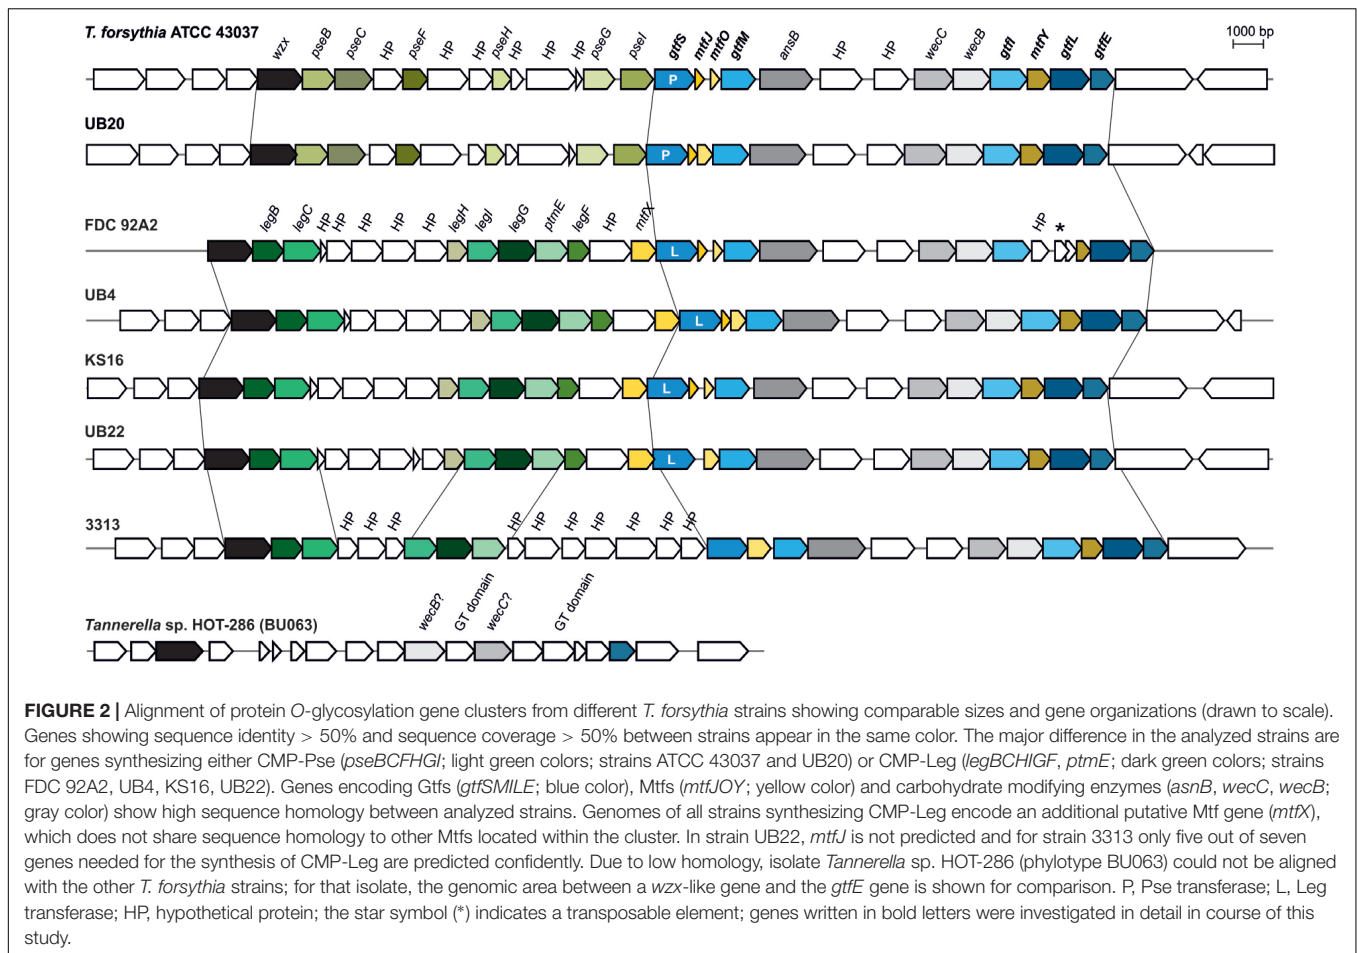 T. forsythia ATCC 43037
wzx pseB pseC HP pseF HP HP pseH HP HP HP pseG pseI gtfS mtfJ mtfO gtfM ansB HP HP wecC wecB gtfI mtfY gtfL gtfE
1000 bp
P
UB20
P
FDC 92A2
legB legC HP HP HP HP HP legH legI legG ptmE legF HP mtfX HP *
L
UB4
L
KS16
L
UB22
L
3313
HP HP HP HP HP HP HP HP HP HP
Tannerella sp. HOT-286 (BU063)
wecB? GT domain wecC? GT domain
FIGURE 2 | Alignment of protein O-glycosylation gene clusters from different T. forsythia strains showing comparable sizes and gene organizations (drawn to scale).
Genes showing sequence identity > 50% and sequence coverage > 50% between strains appear in the same color. The major difference in the analyzed strains are
for genes synthesizing either CMP-Pse (pseBCFHGI; light green colors; strains ATCC 43037 and UB20) or CMP-Leg (legBCHIGF, ptmE; dark green colors; strains
FDC 92A2, UB4, KS16, UB22). Genes encoding Gtfs (gtfSMILE; blue color), Mtfs (mtfJOY; yellow color) and carbohydrate modifying enzymes (asnB, wecC, wecB;
gray color) show high sequence homology between analyzed strains. Genomes of all strains synthesizing CMP-Leg encode an additional putative Mtf gene (mtfX),
which does not share sequence homology to other Mtfs located within the cluster. In strain UB22, mtfJ is not predicted and for strain 3313 only five out of seven
genes needed for the synthesis of CMP-Leg are predicted confidently. Due to low homology, isolate Tannerella sp. HOT-286 (phylotype BU063) could not be aligned
with the other T. forsythia strains; for that isolate, the genomic area between a wzx-like gene and the gtfE gene is shown for comparison. P, Pse transferase; L, Leg
transferase; HP, hypothetical protein; the star symbol (*) indicates a transposable element; genes written in bold letters were investigated in detail in course of this
study.